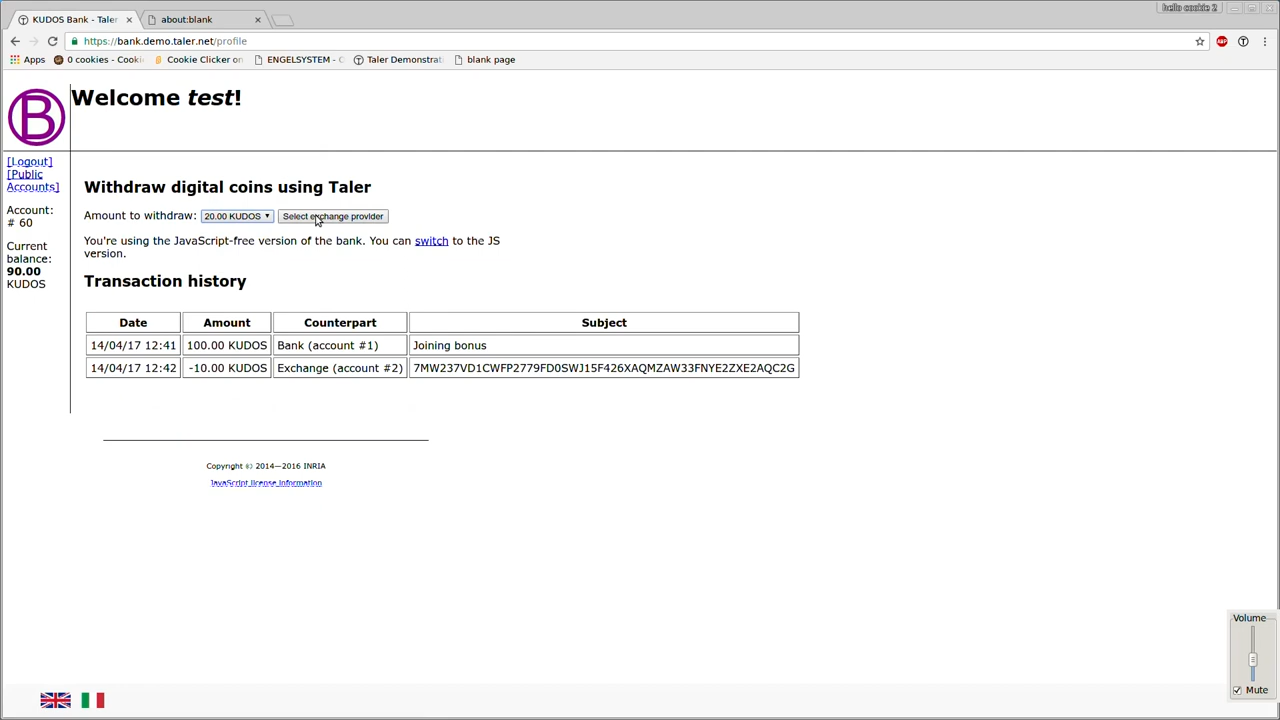 hello cookie 2
KUDOS Bank - Taler
about:blank
https://bank.demo.taler.net/profile
ABP
Apps
0 cookies - Cooki
Cookie Clicker on
ENGELSYSTEM - C
Taler Demonstrat
blank page
B
Welcome test!
[Logout]
[Public
Accounts]
Account:
# 60
Current
balance:
90.00
KUDOS
Withdraw digital coins using Taler
Amount to withdraw: 20.00 KUDOS Select exchange provider
You're using the JavaScript-free version of the bank. You can switch to the JS
version.
Transaction history
Date Amount Counterpart Subject
14/04/17 12:41 100.00 KUDOS Bank (account #1) Joining bonus
14/04/17 12:42 -10.00 KUDOS Exchange (account #2) 7MW237VD1CWFP2779FD0SWJ15F426XAQMZAW33FNYE2ZXE2AQC2G
Copyright © 2014—2016 INRIA
JavaScript license information
Volume
Mute